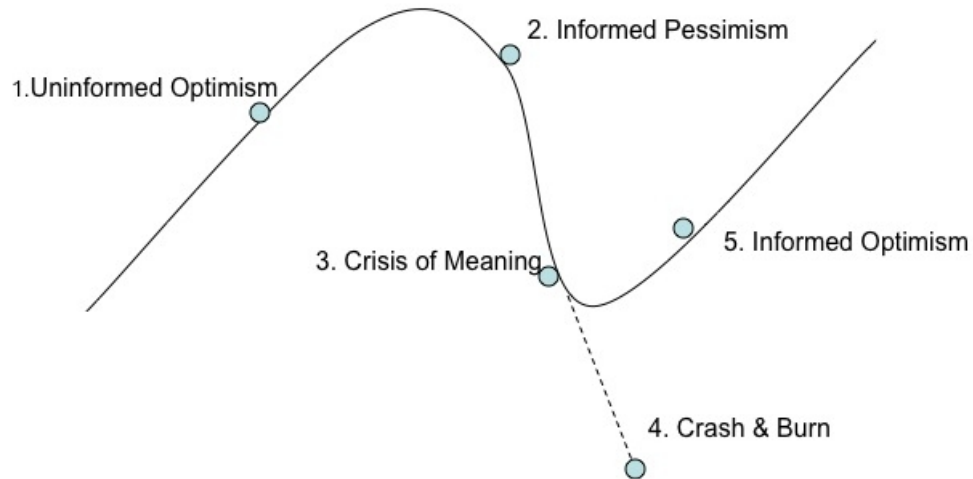 1.Uninformed Optimism
2. Informed Pessimism
3. Crisis of Meaning
4. Crash & Burn
5. Informed Optimism